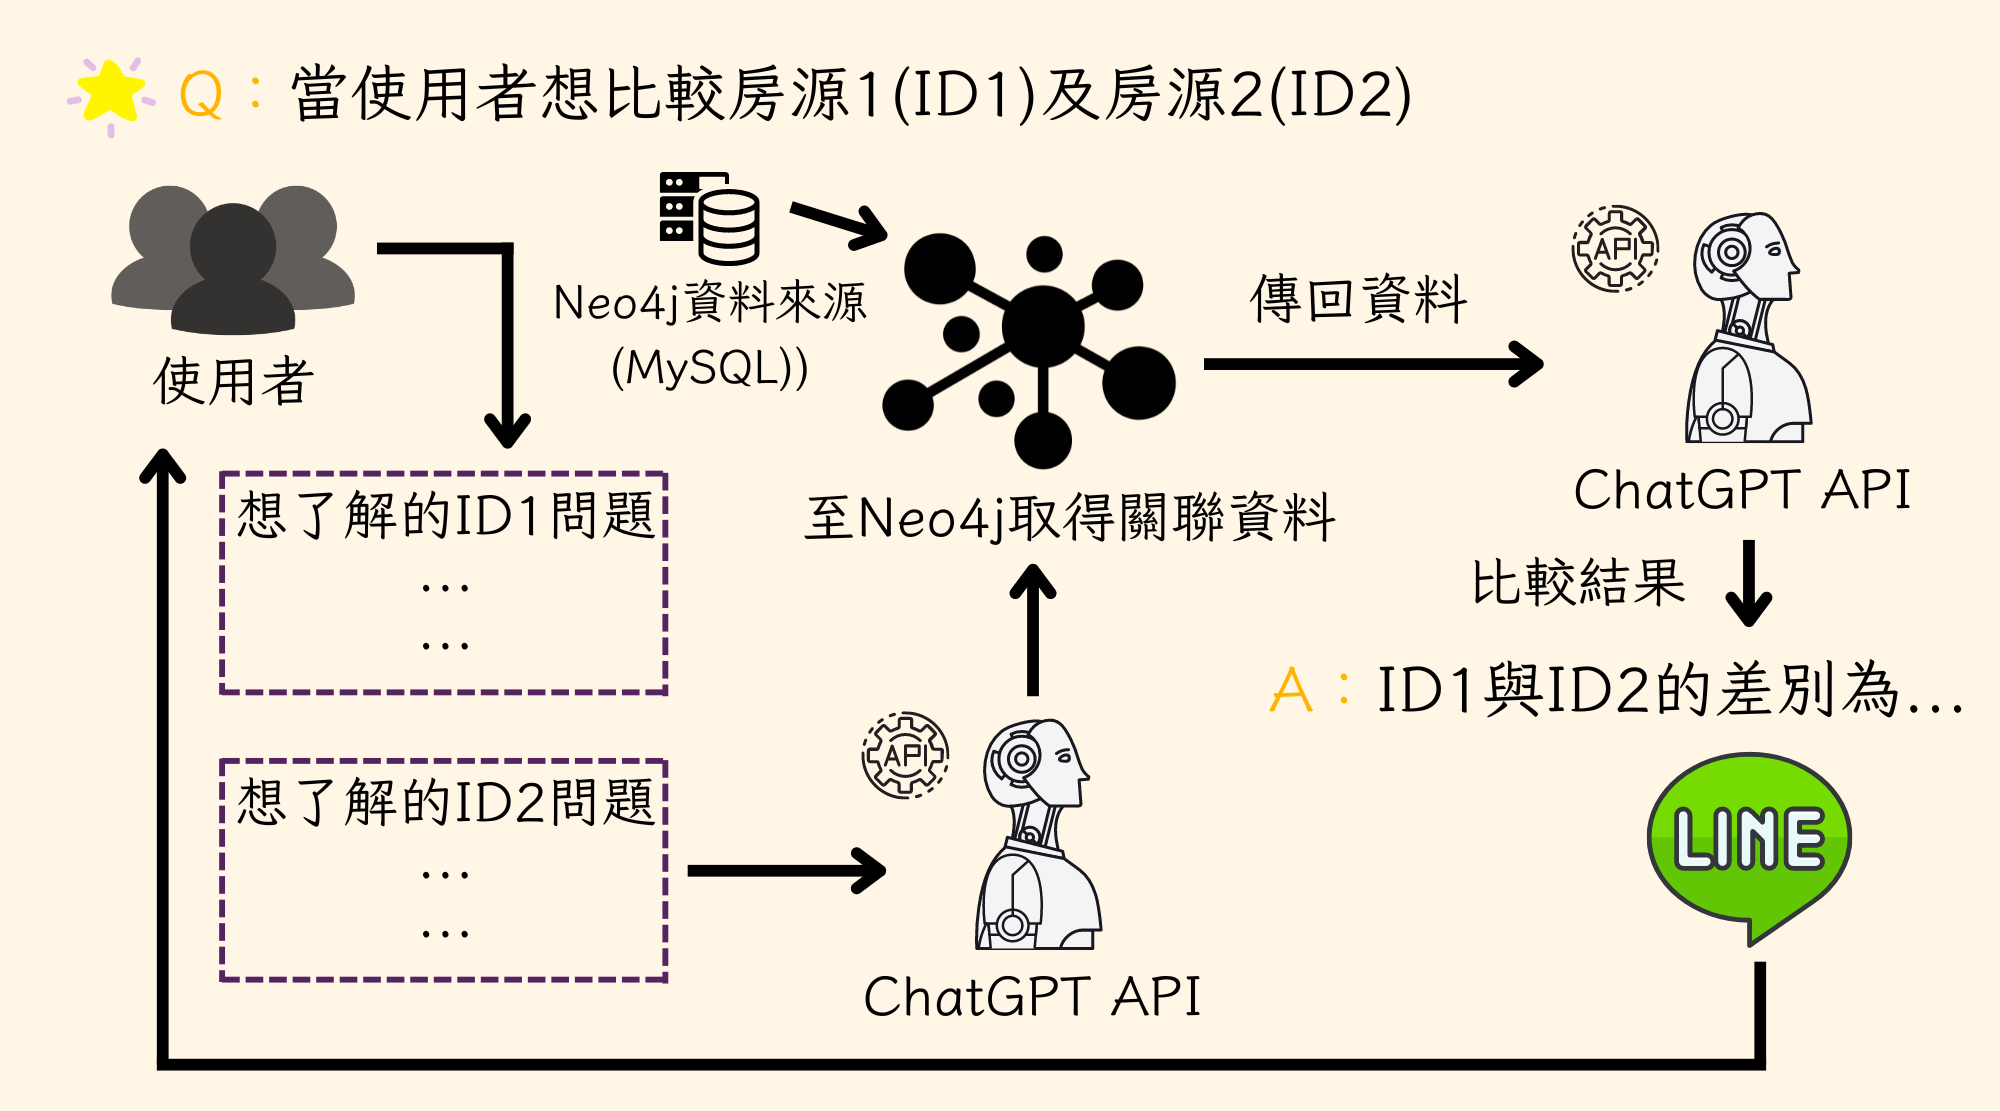 Q：當使用者想比較房源1(ID1)及房源2(ID2)
使用者
Neo4j資料來源
(MySQL))
想了解的ID1問題
...
...
想了解的ID2問題
...
...
API
ChatGPT API
至Neo4j取得關聯資料
傳回資料
API
ChatGPT API
比較結果
A：ID1與ID2的差別為...
LINE